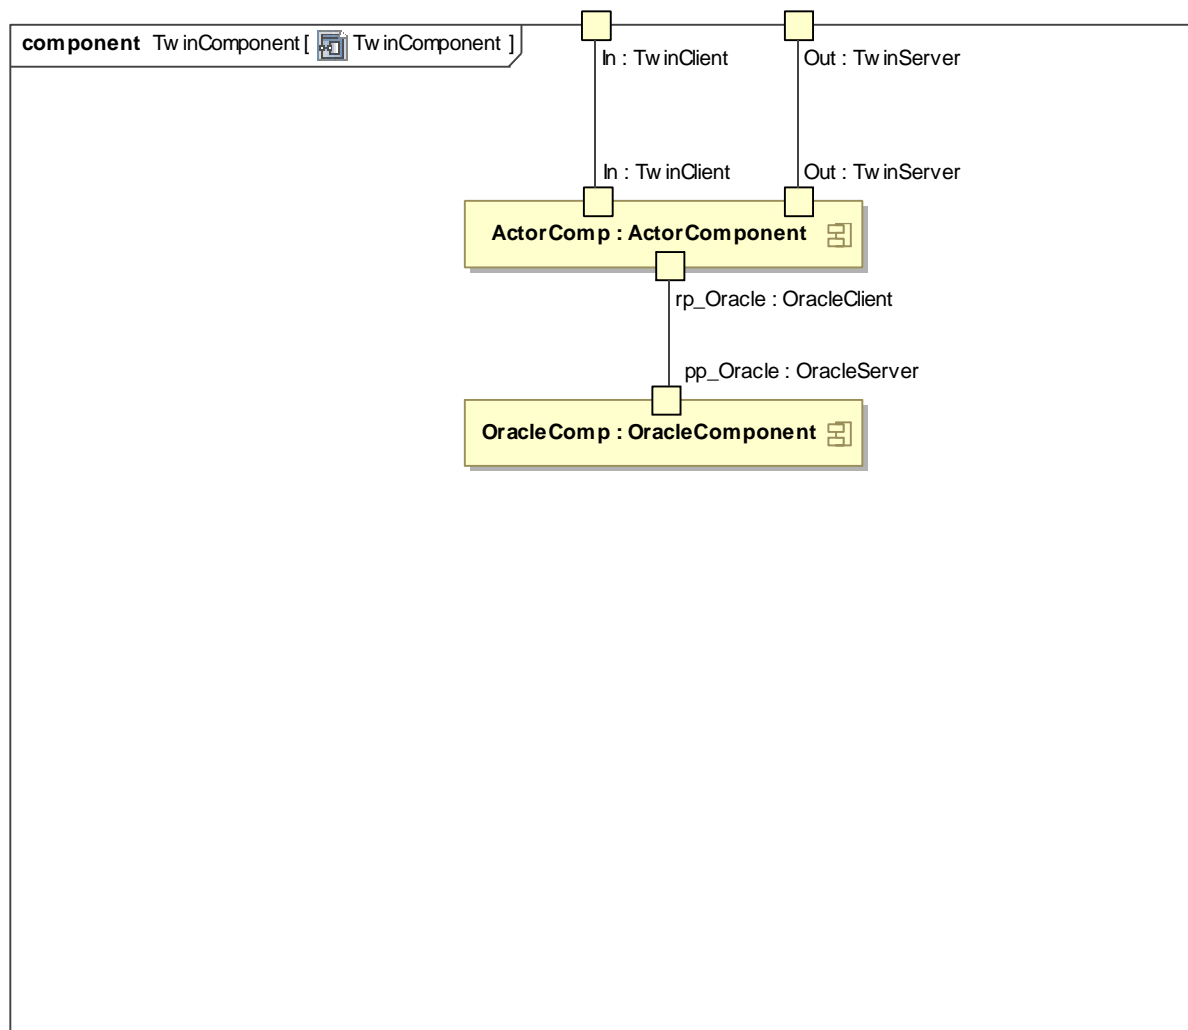 component TwinComponent [ TwinComponent ]
In : TwinClient
Out : TwinServer
In : TwinClient
Out : TwinServer
ActorComp : ActorComponent
rp_Oracle : OracleClient
pp_Oracle : OracleServer
OracleComp : OracleComponent